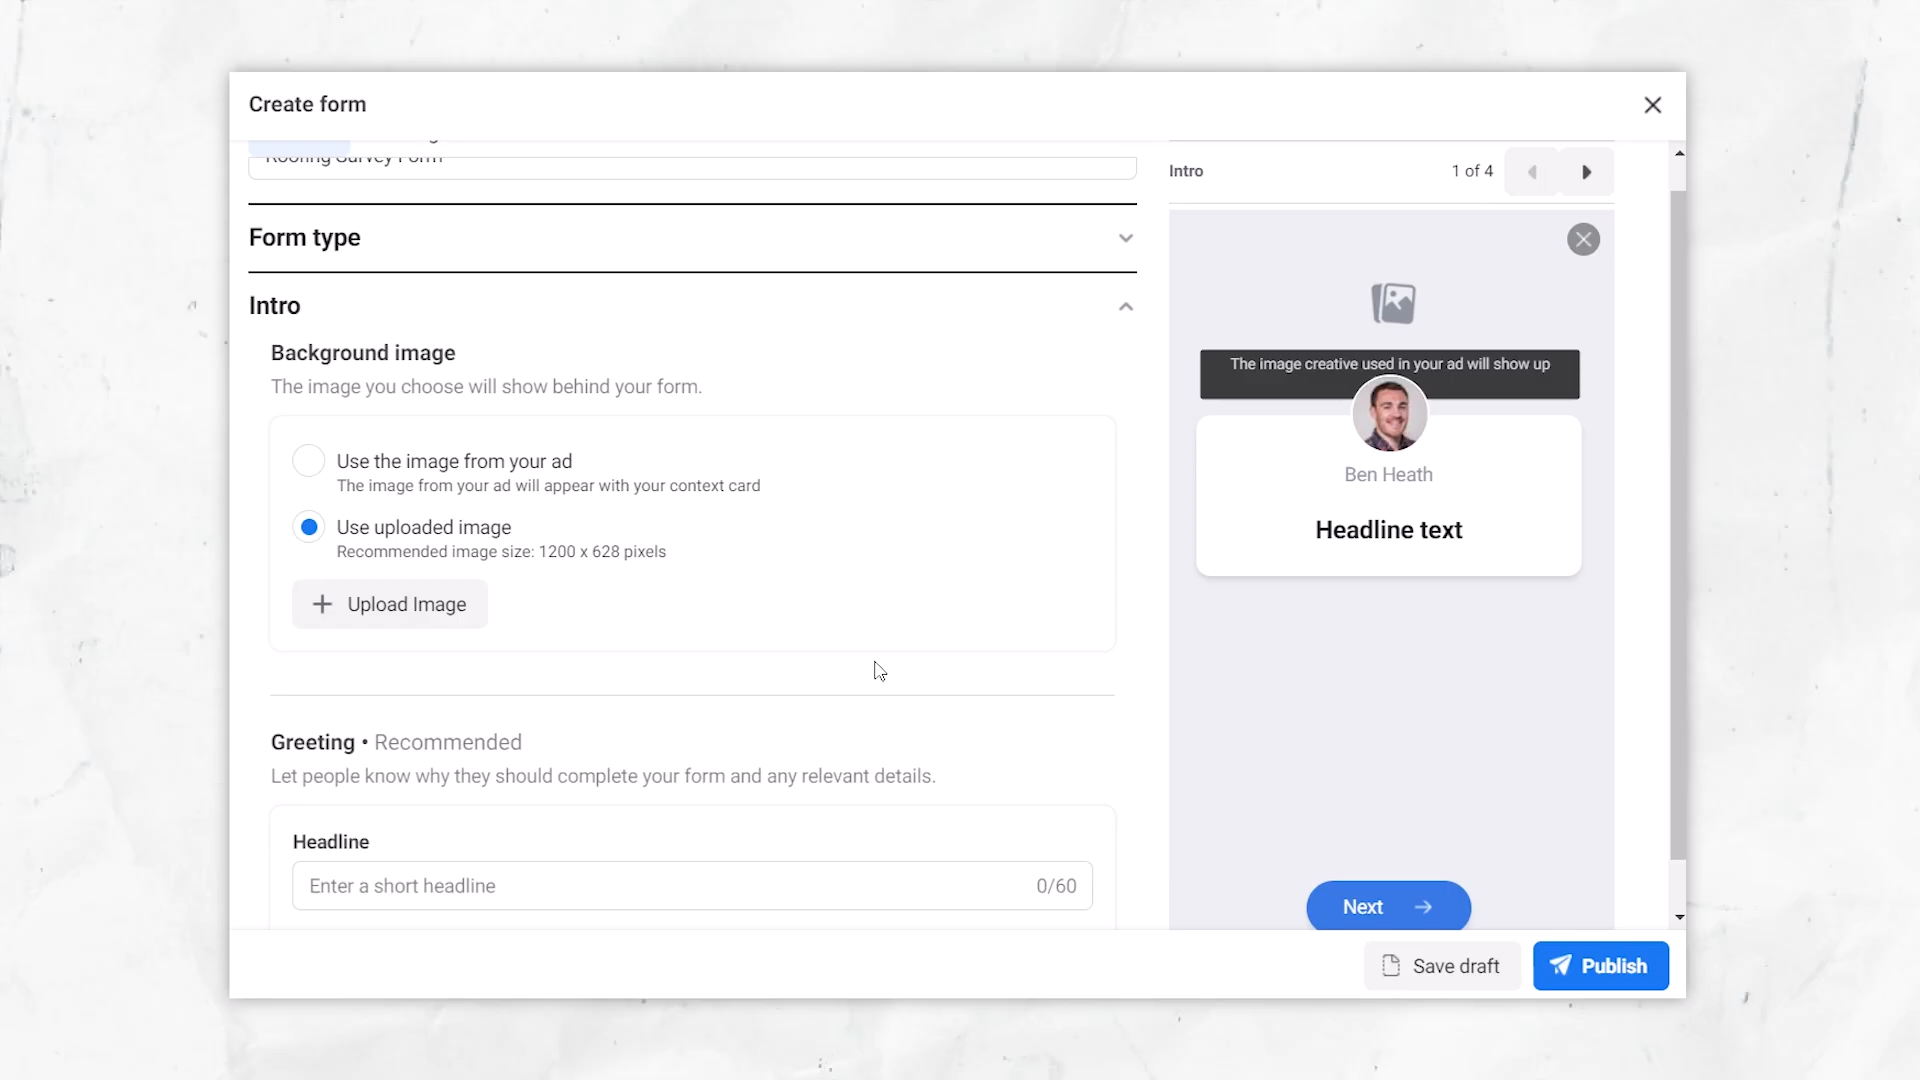 Create form
Roofing Survey Form
Intro
1 of 4
Form type
Intro
Background image
The image you choose will show behind your form.
Use the image from your ad
The image from your ad will appear with your context card
Use uploaded image
Recommended image size: 1200 x 628 pixels
Upload Image
Greeting • Recommended
Let people know why they should complete your form and any relevant details.
Headline
Enter a short headline
0/60
The image creative used in your ad will show up
Ben Heath
Headline text
Next
Save draft
Publish